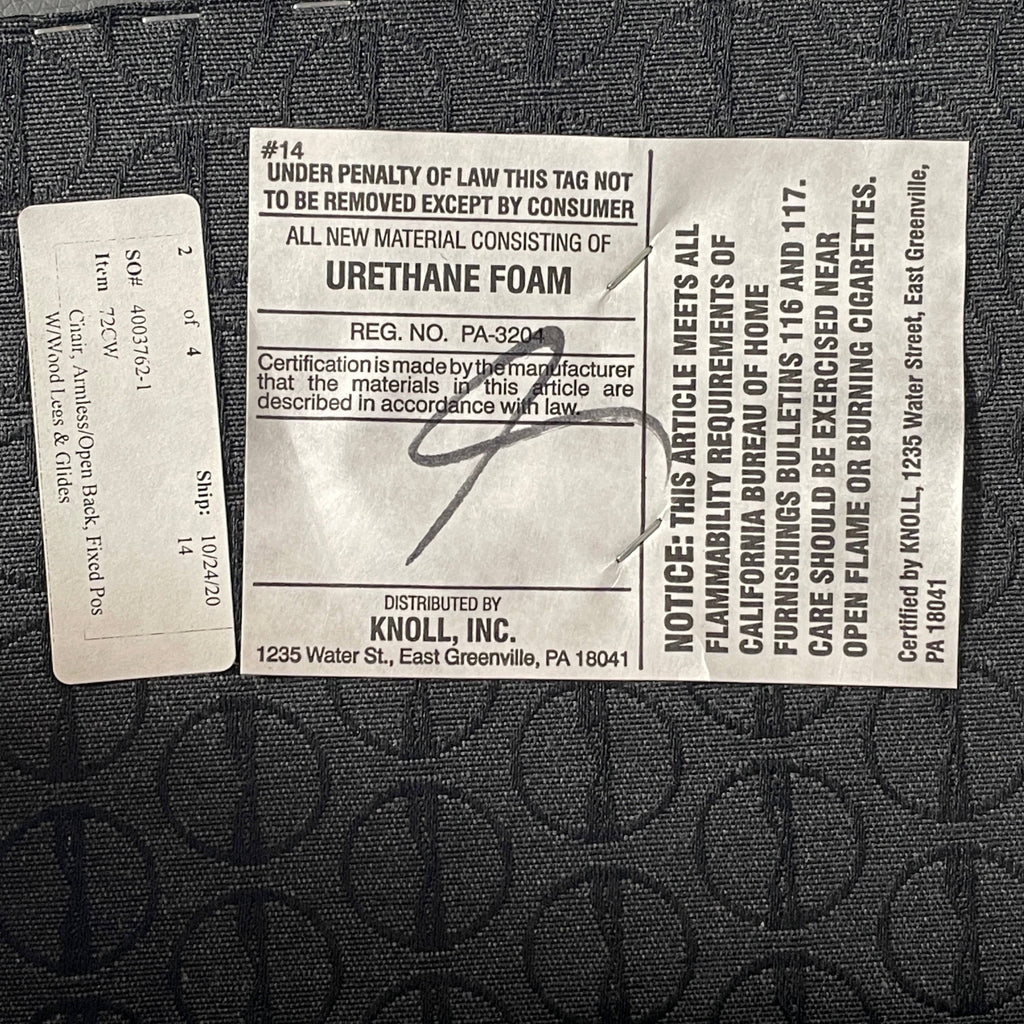 2 of 4 Ship: 10/24/20
SO# 4003762-1 14
Item 72CW
Chair, Armless/Open Back, Fixed Pos
W/Wood Legs & Glides
#14
UNDER PENALTY OF LAW THIS TAG NOT
TO BE REMOVED EXCEPT BY CONSUMER
ALL NEW MATERIAL CONSISTING OF
URETHANE FOAM
REG. NO. PA-3204
Certification is made by the manufacturer
that the materials in this article are
described in accordance with law.
DISTRIBUTED BY
KNOLL, INC.
1235 Water St., East Greenville, PA 18041
NOTICE: THIS ARTICLE MEETS ALL
FLAMMABILITY REQUIREMENTS OF
CALIFORNIA BUREAU OF HOME
FURNISHINGS BULLETINS 116 AND 117.
CARE SHOULD BE EXERCISED NEAR
OPEN FLAME OR BURNING CIGARETTES.
Certified by KNOLL, 1235 Water Street, East Greenville,
PA 18041